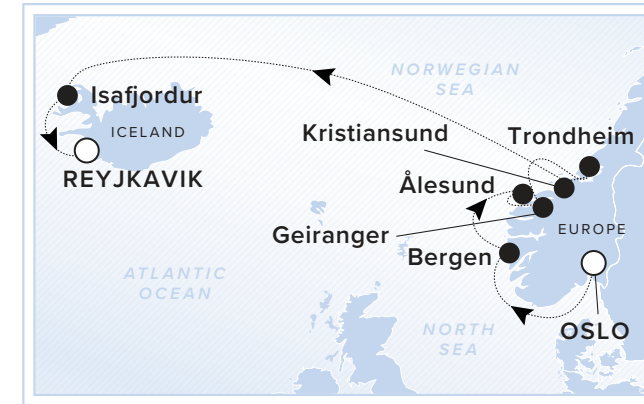 NORWEGIAN
SEA
Isafjordur
ICELAND
REYJKAVIK
Kristiansund
Trondheim
Ålesund
Geiranger
EUROPE
Bergen
ATLANTIC
OCEAN
NORTH
SEA
OSLO